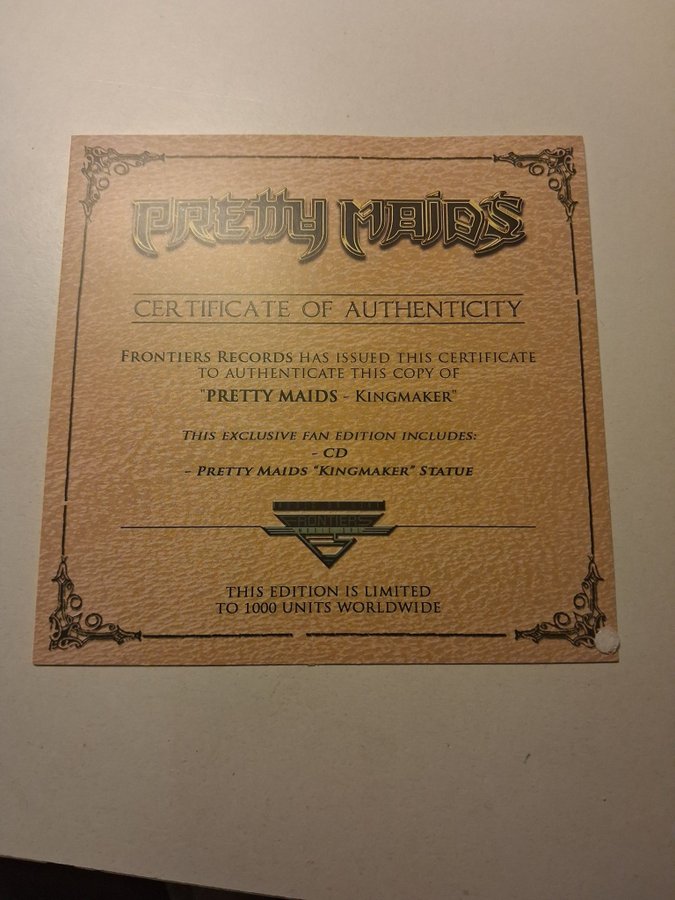 PRETTY MAIDS
CERTIFICATE OF AUTHENTICITY
FRONTIERS RECORDS HAS ISSUED THIS CERTIFICATE
TO AUTHENTICATE THIS COPY OF
"PRETTY MAIDS - KINGMAKER"
THIS EXCLUSIVE FAN EDITION INCLUDES:
- CD
- PRETTY MAIDS "KINGMAKER" STATUE
FRONTIERS
THIS EDITION IS LIMITED
TO 1000 UNITS WORLDWIDE